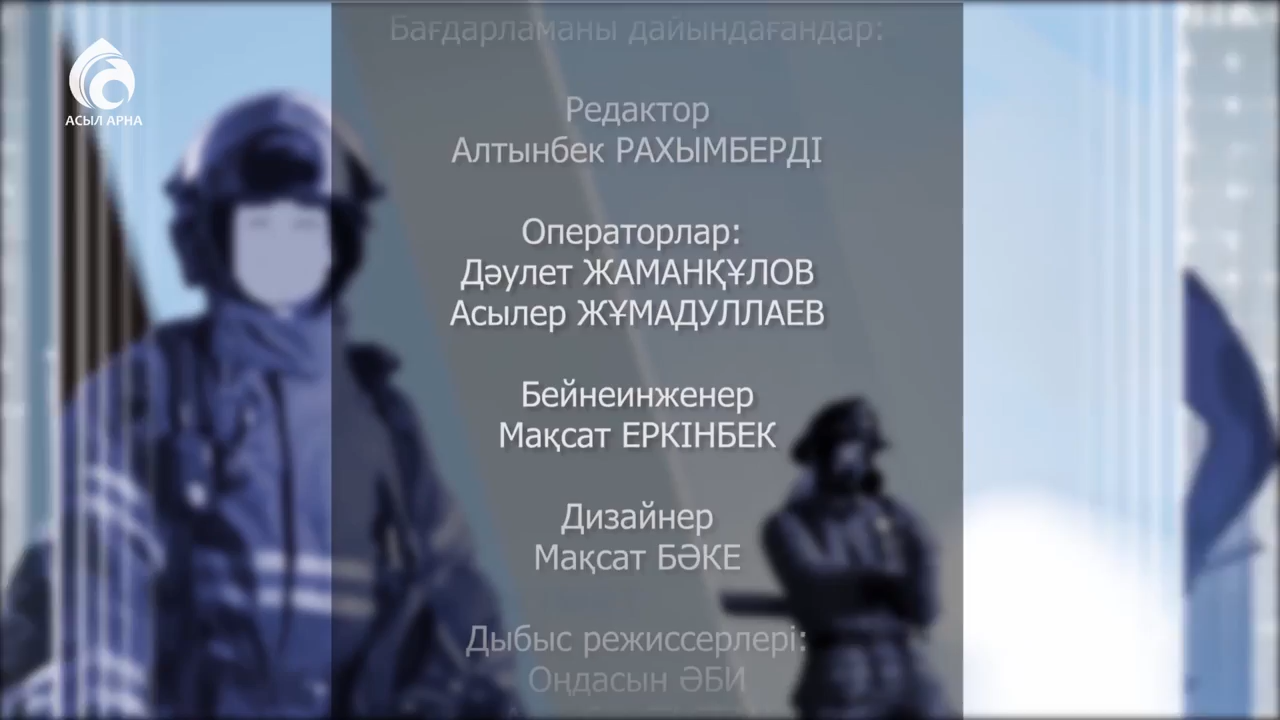 Бағдарламаны дайындағандар:
АСЫЛ АРНА
Редактор
Алтынбек РАХЫМБЕРДІ
Операторлар:
Дәулет ЖАМАНҚҰЛОВ
Асылер ЖҰМАДУЛЛАЕВ
Бейнеинженер
Мақсат ЕРКІНБЕК
Дизайнер
Мақсат БӘКЕ
Дыбыс режиссерлері:
Оңдасын ӘБИ